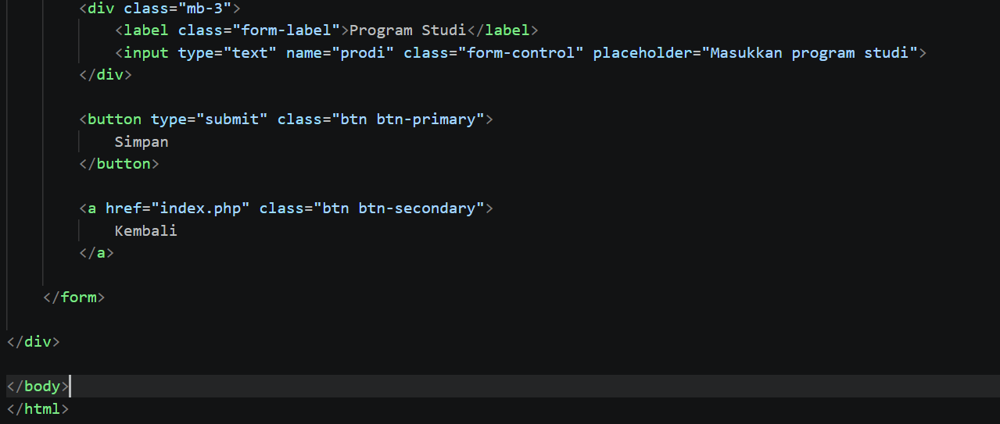 <div class="mb-3">
<label class="form-label">Program Studi</label>
<input type="text" name="prodi" class="form-control" placeholder="Masukkan program studi">
</div>
<button type="submit" class="btn btn-primary">
Simpan
</button>
<a href="index.php" class="btn btn-secondary">
Kembali
</a>
</form>
</div>
</body>
</html>